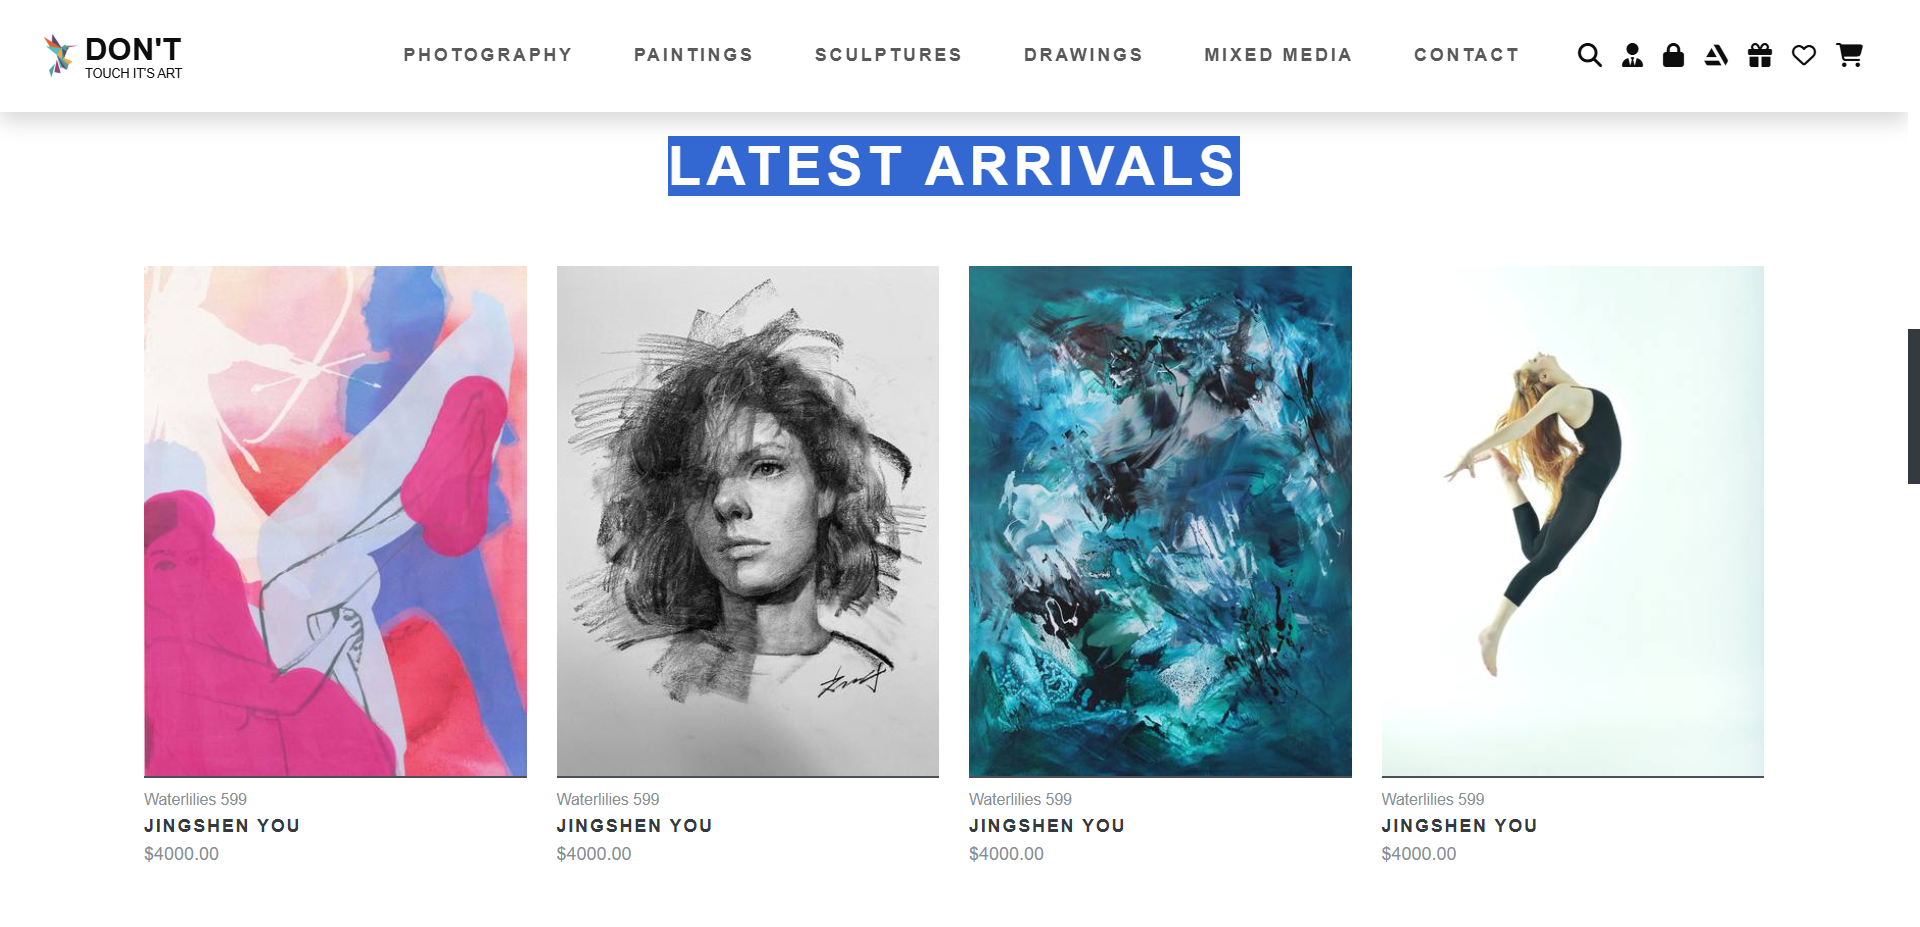 DON'T
TOUCH IT'S ART
PHOTOGRAPHY PAINTINGS SCULPTURES DRAWINGS MIXED MEDIA CONTACT
LATEST ARRIVALS
Waterlilies 599
JINGSHEN YOU
$4000.00
Waterlilies 599
JINGSHEN YOU
$4000.00
Waterlilies 599
JINGSHEN YOU
$4000.00
Waterlilies 599
JINGSHEN YOU
$4000.00